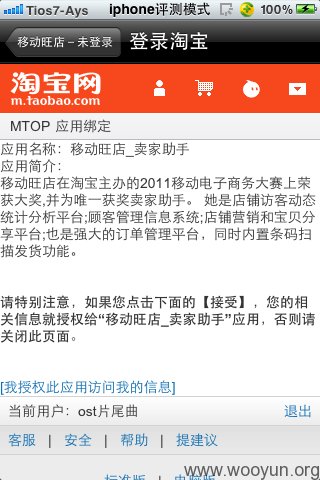 Tios7-Ays iphone评测模式 100%
移动旺店 – 未登录 登录淘宝
淘宝网
m.taobao.com
MTOP 应用绑定
应用名称：移动旺店_卖家助手
应用简介：
移动旺店在淘宝主办的2011移动电子商务大赛上荣
获大奖,并为唯一获奖卖家助手。 她是店铺访客动态
统计分析平台;顾客管理信息系统;店铺营销和宝贝分
享平台;也是强大的订单管理平台，同时内置条码扫
描发货功能。
请特别注意，如果您点击下面的【接受】，您的相
关信息就授权给“移动旺店_卖家助手”应用，否则请
关闭此页面。
[我授权此应用访问我的信息]
当前用户：ost片尾曲 退出
客服 | 安全 | 帮助 | 提建议
标准版 | 电脑版
www.wooyun.org